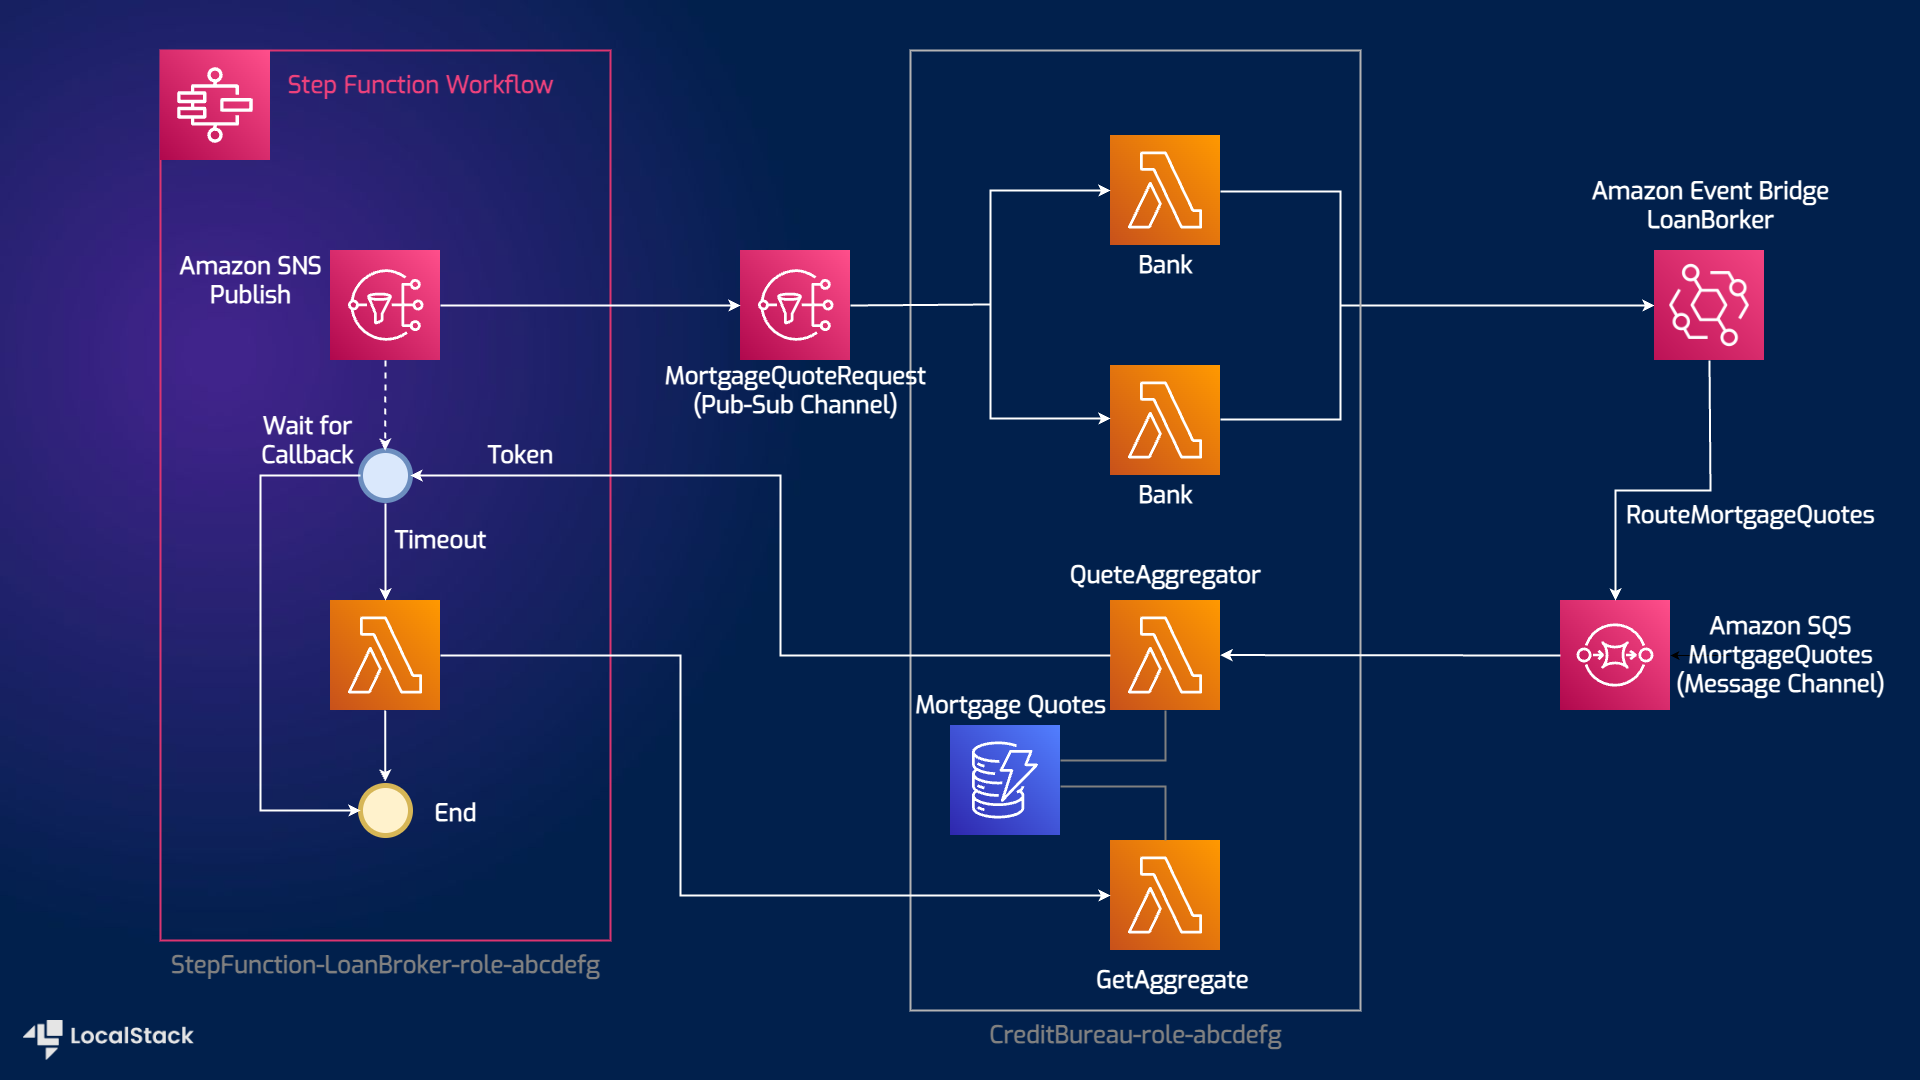 Step Function Workflow
Amazon SNS
Publish
MortgageQuoteRequest
(Pub-Sub Channel)
Bank
Bank
Amazon Event Bridge
LoanBorker
RouteMortgageQuotes
Wait for
Callback
Token
Timeout
QueteAggregator
Amazon SQS
MortgageQuotes
(Message Channel)
Mortgage Quotes
End
GetAggregate
StepFunction-LoanBroker-role-abcdefg
CreditBureau-role-abcdefg
LocalStack